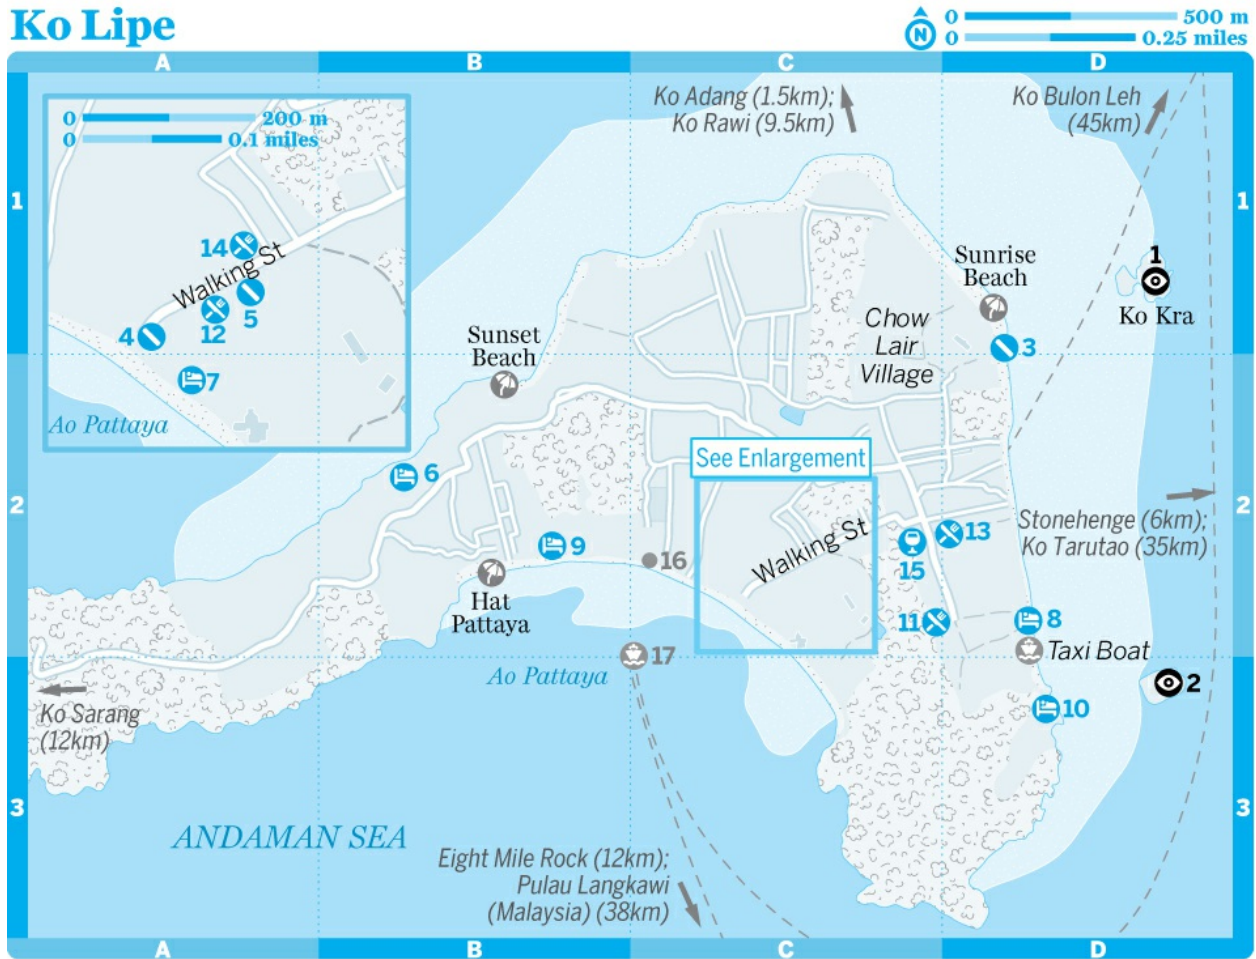 Ko Lipe
N
0 500 m
0 0.25 miles
A B C D
0 200 m
0 0.1 miles
Ko Adang (1.5km);
Ko Rawi (9.5km)
Ko Bulon Leh
(45km)
1
1
14
Walking St
5
12
4
7
Ao Pattaya
Sunrise
Beach
1
Ko Kra
Sunset
Beach
Chow
Lair
Village
3
See Enlargement
6
2
2
Walking St
13
Stonehenge (6km);
Ko Tarutao (35km)
9
16
15
Hat
Pattaya
11
8
17
Taxi Boat
Ao Pattaya
2
10
Ko Sarang
(12km)
3
3
ANDAMAN SEA
Eight Mile Rock (12km);
Pulau Langkawi
(Malaysia) (38km)
A B C D